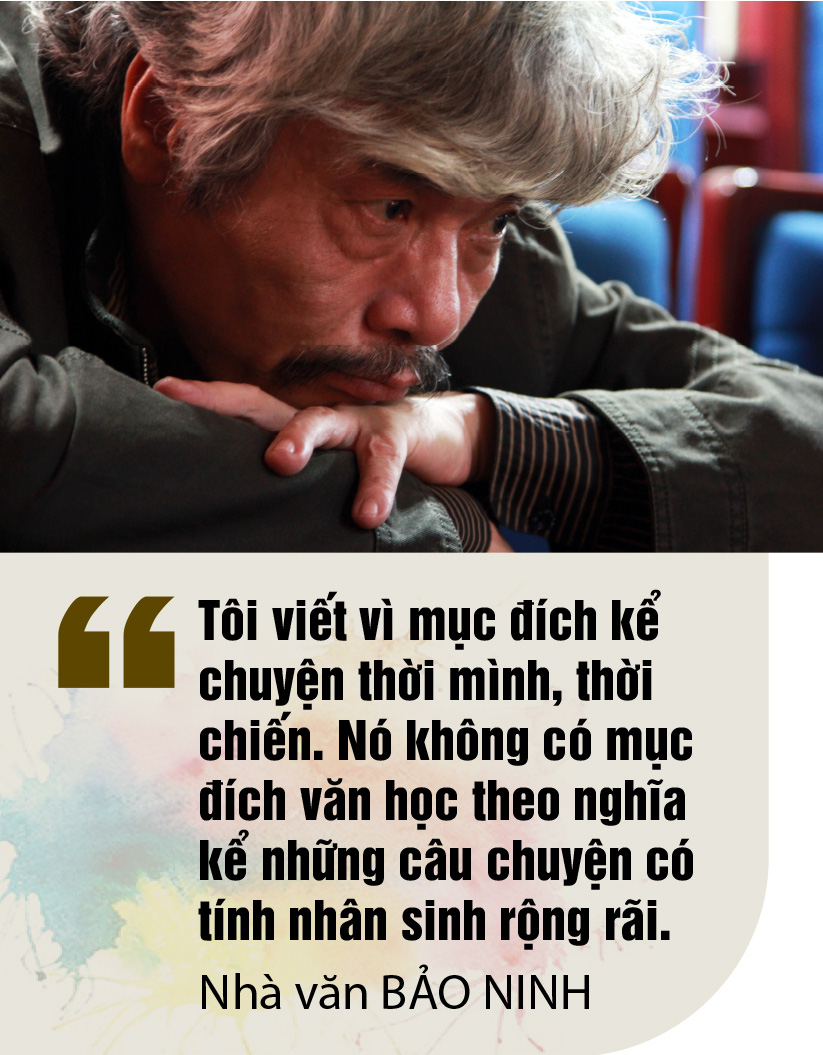 Tôi viết vì mục đích kể
chuyện thời mình, thời
chiến. Nó không có mục
đích văn học theo nghĩa
kể những câu chuyện có
tính nhân sinh rộng rãi.
Nhà văn BẢO NINH